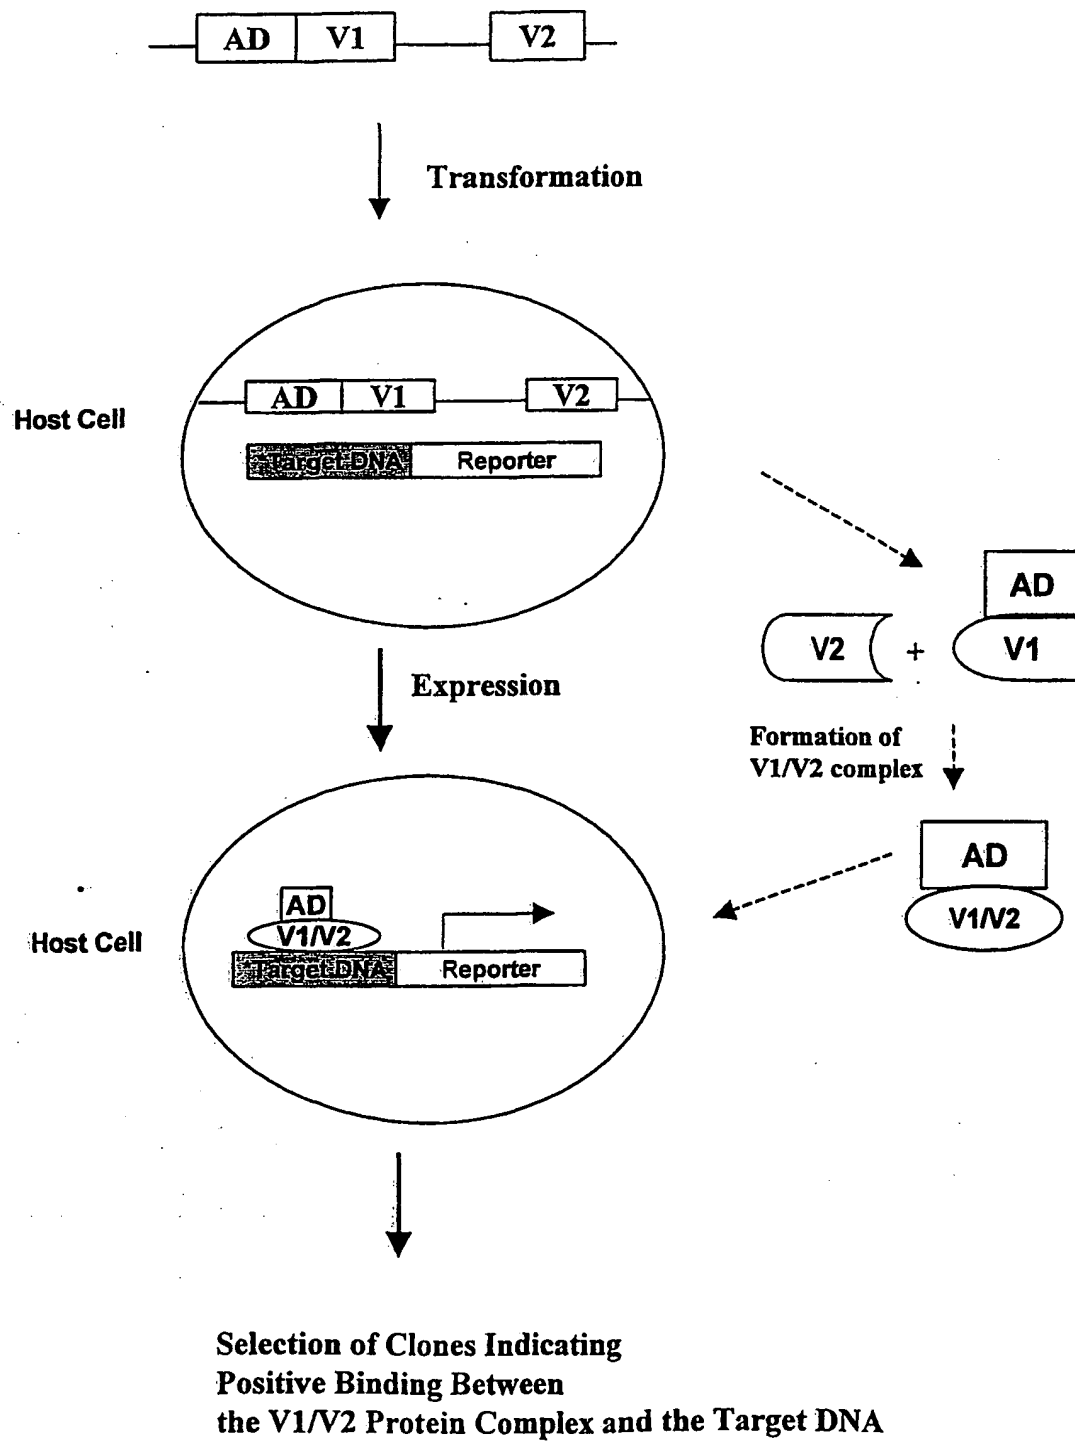 AD V1 V2
Transformation
AD V1 V2
Host Cell
Target DNA Reporter
AD
V2 + V1
Expression
Formation of
V1/V2 complex
AD
V1/V2
AD
V1/V2
Host Cell
Target DNA Reporter
Selection of Clones Indicating
Positive Binding Between
the V1/V2 Protein Complex and the Target DNA